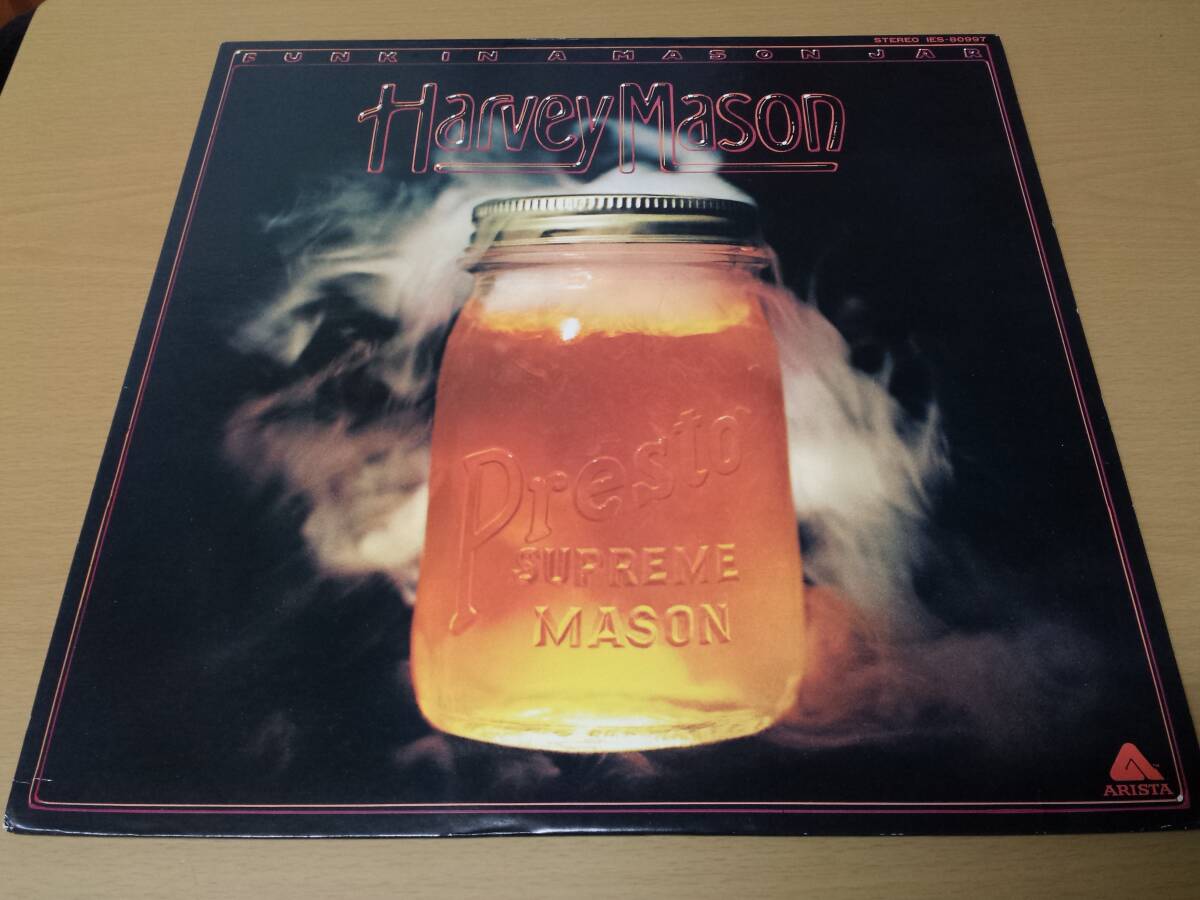 STEREO IES-80997
FUNK IN A MASON JAR
Harvey Mason
Presto
SUPREME
MASON
ARISTA